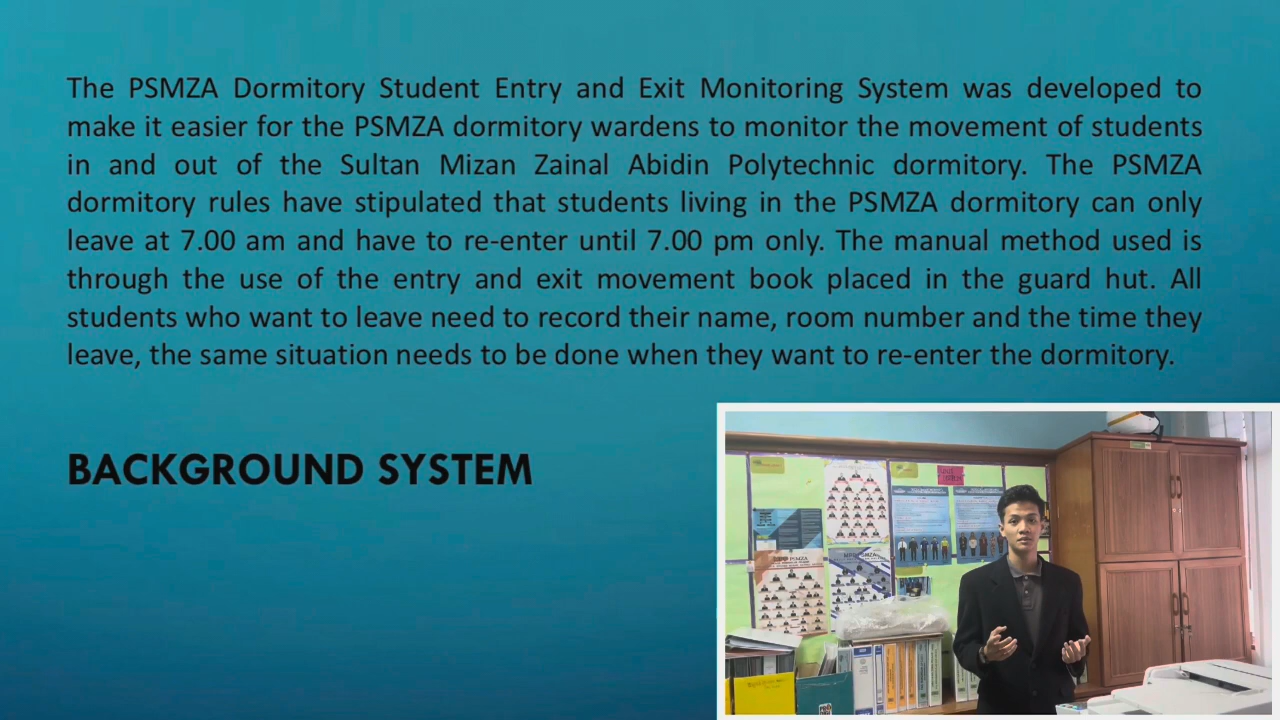 The PSMZA Dormitory Student Entry and Exit Monitoring System was developed to
make it easier for the PSMZA dormitory wardens to monitor the movement of students
in and out of the Sultan Mizan Zainal Abidin Polytechnic dormitory. The PSMZA
dormitory rules have stipulated that students living in the PSMZA dormitory can only
leave at 7.00 am and have to re-enter until 7.00 pm only. The manual method used is
through the use of the entry and exit movement book placed in the guard hut. All
students who want to leave need to record their name, room number and the time they
leave, the same situation needs to be done when they want to re-enter the dormitory.
BACKGROUND SYSTEM